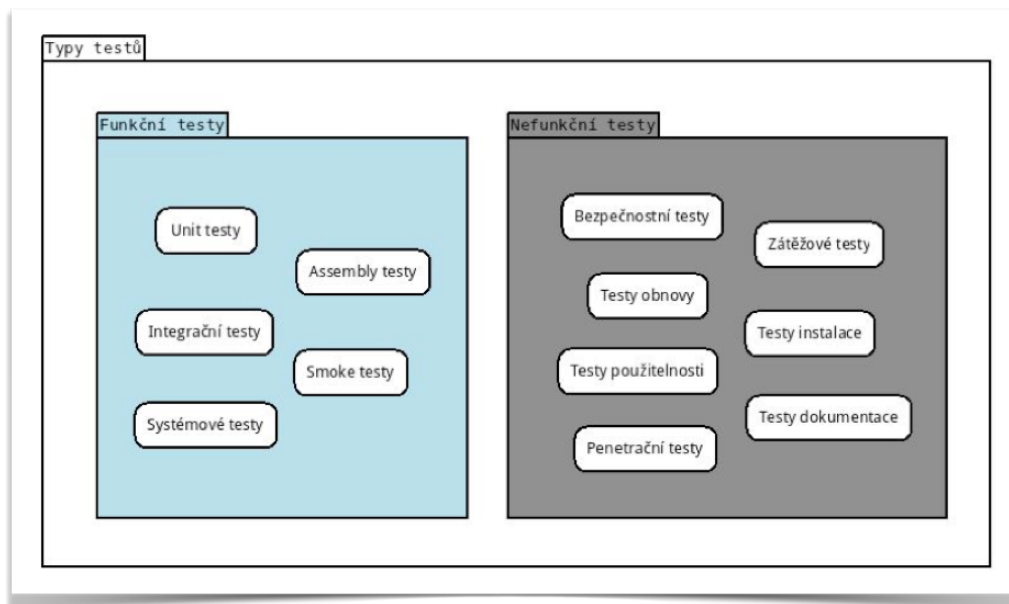 Typy testů
Funkční testy
Unit testy
Assembly testy
Integrační testy
Smoke testy
Systémové testy
Nefunkční testy
Bezpečnostní testy
Zátěžové testy
Testy obnovy
Testy instalace
Testy použitelnosti
Testy dokumentace
Penetrační testy